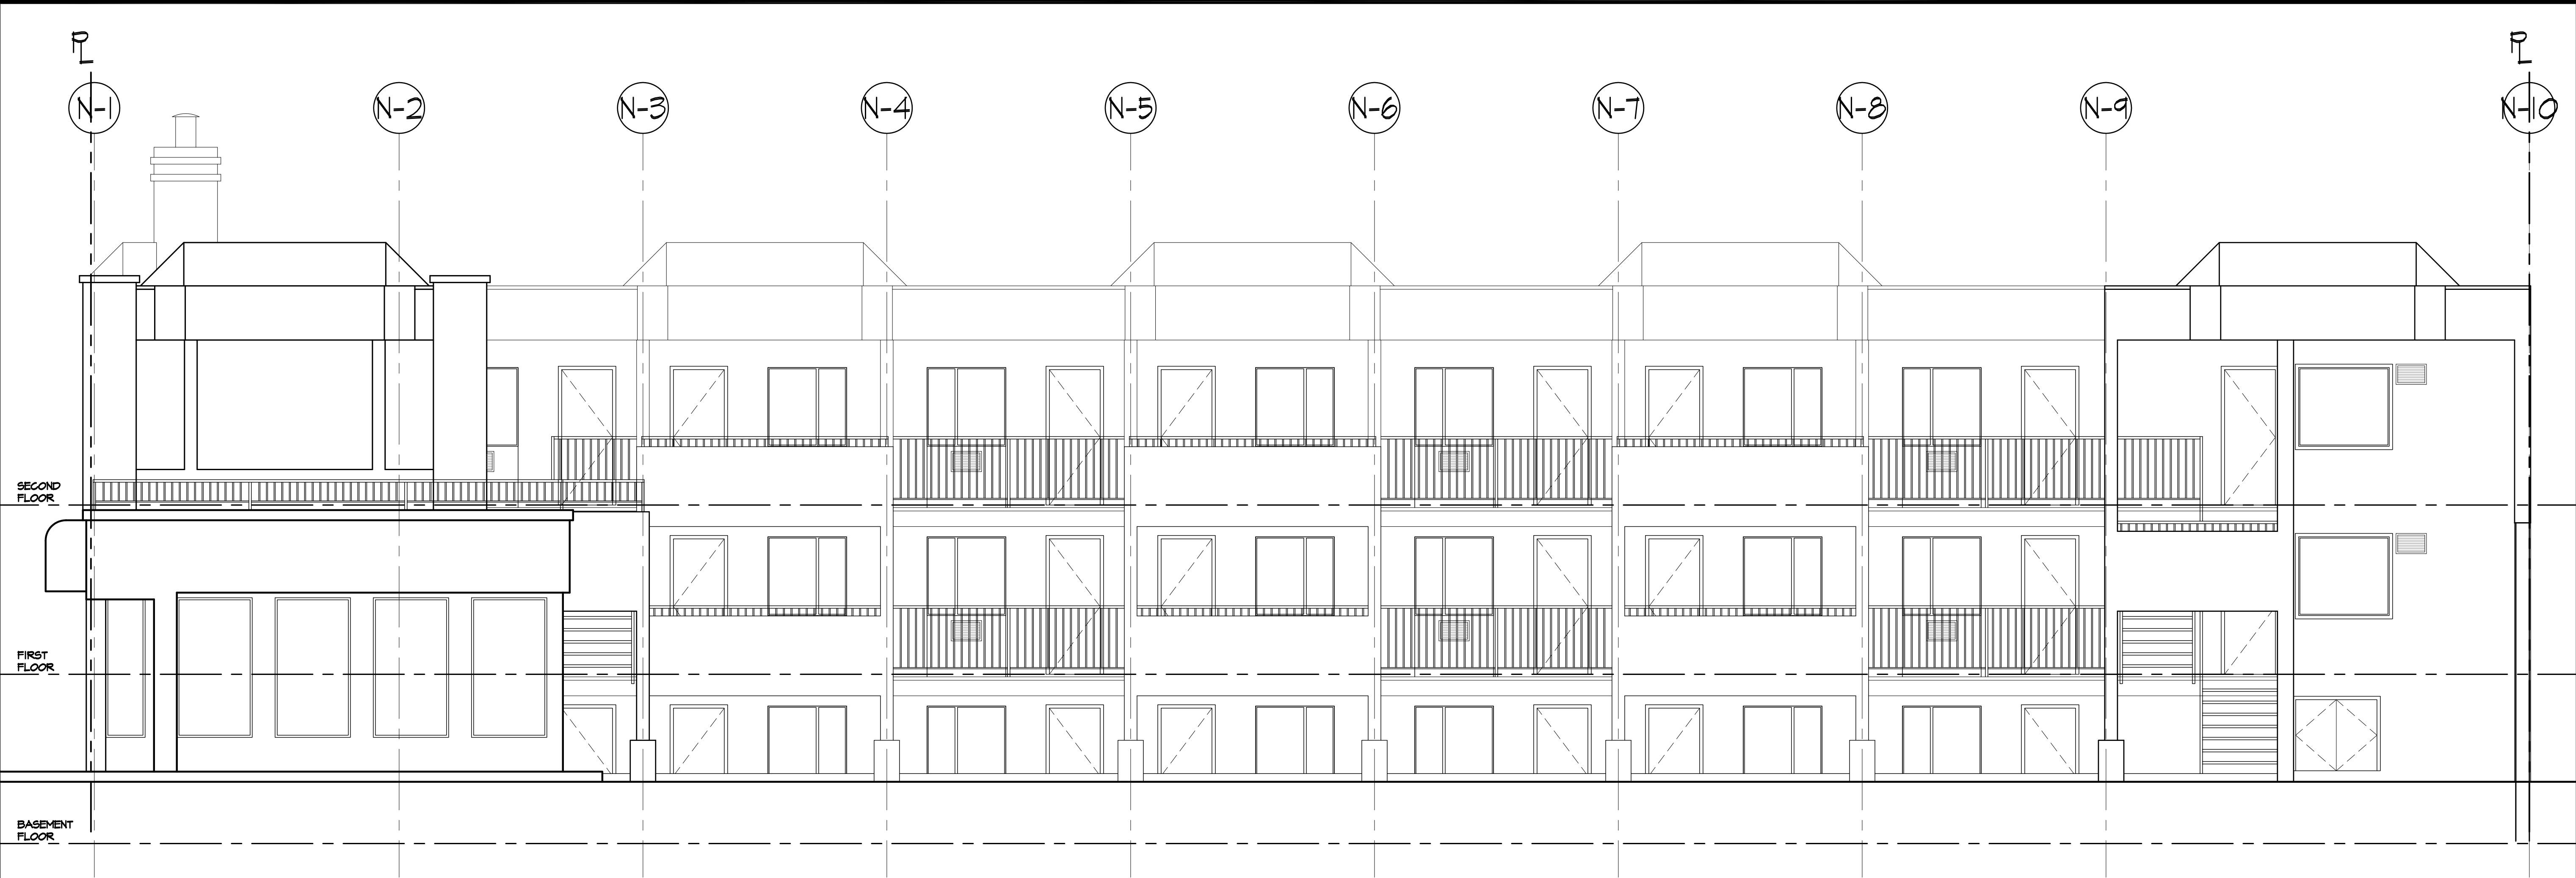 PL
PL
N-1
N-2
N-3
N-4
N-5
N-6
N-7
N-8
N-9
N-10
SECOND
FLOOR
FIRST
FLOOR
BASEMENT
FLOOR